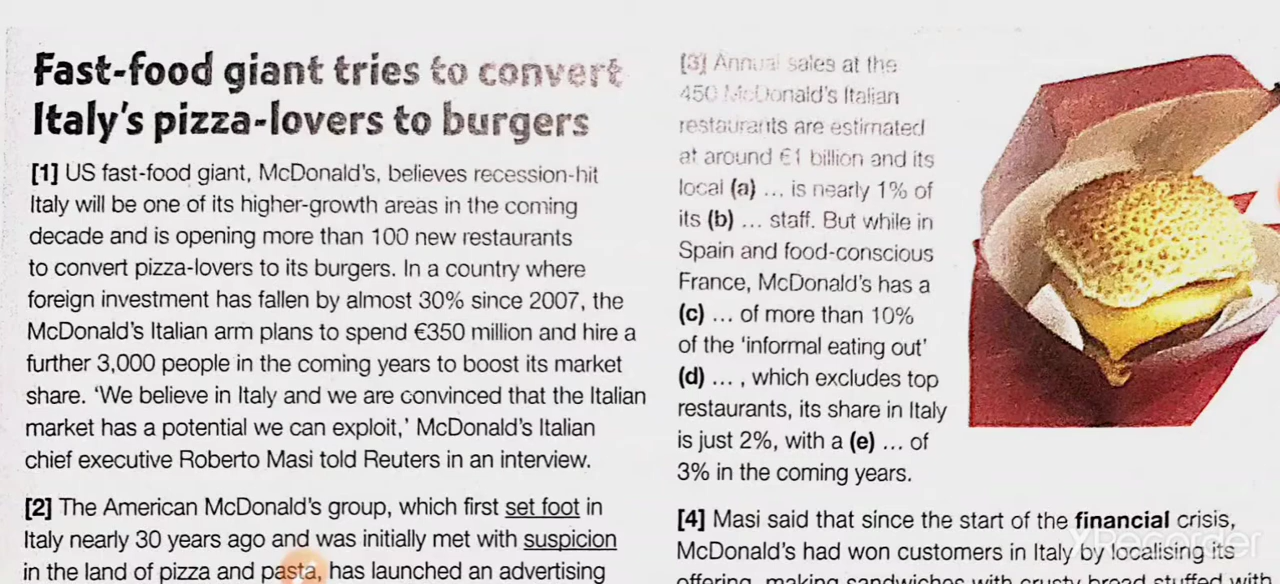 Fast-food giant tries to convert
Italy's pizza-lovers to burgers
[1] US fast-food giant, McDonald's, believes recession-hit
Italy will be one of its higher-growth areas in the coming
decade and is opening more than 100 new restaurants
to convert pizza-lovers to its burgers. In a country where
foreign investment has fallen by almost 30% since 2007, the
McDonald's Italian arm plans to spend €350 million and hire a
further 3,000 people in the coming years to boost its market
share. 'We believe in Italy and we are convinced that the Italian
market has a potential we can exploit,' McDonald's Italian
chief executive Roberto Masi told Reuters in an interview.
[2] The American McDonald's group, which first set foot in
Italy nearly 30 years ago and was initially met with suspicion
in the land of pizza and pasta, has launched an advertising
[3] Annual sales at the
450 McDonald's Italian
restaurants are estimated
at around €1 billion and its
local (a) ... is nearly 1% of
its (b) ... staff. But while in
Spain and food-conscious
France, McDonald's has a
(c) ... of more than 10%
of the 'informal eating out'
(d) ... , which excludes top
restaurants, its share in Italy
is just 2%, with a (e) ... of
3% in the coming years.
[4] Masi said that since the start of the financial crisis,
McDonald's had won customers in Italy by localising its
offering, making sandwiches with crusty bread stuffed with
XRecorder